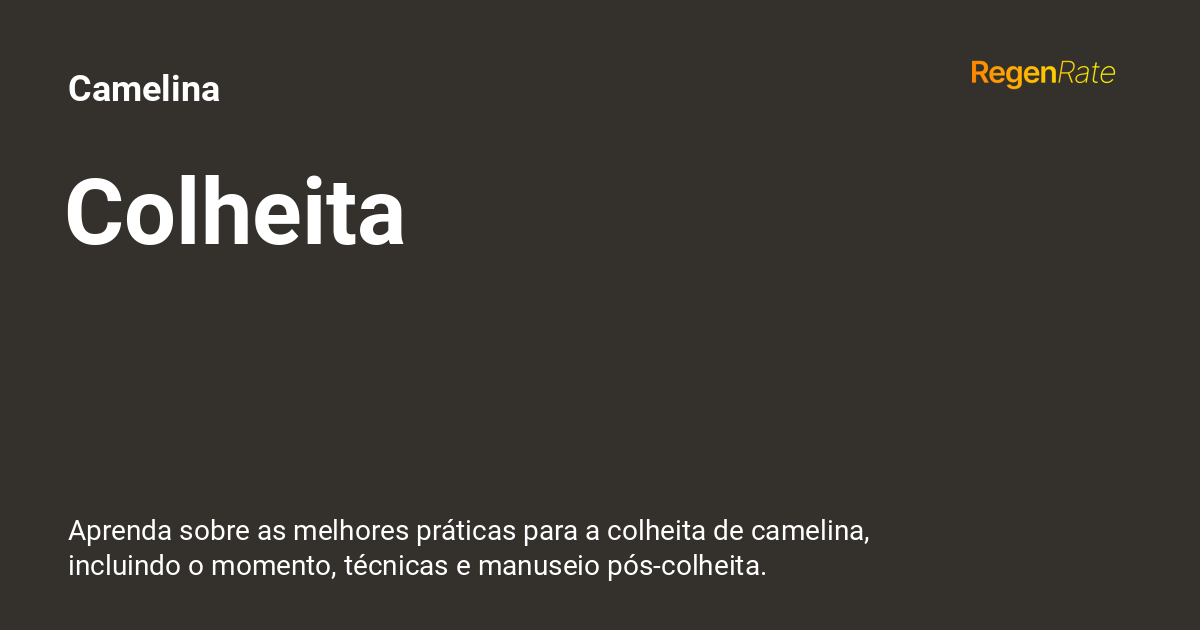 Camelina
RegenRate
Colheita
Aprenda sobre as melhores práticas para a colheita de camelina,
incluindo o momento, técnicas e manuseio pós-colheita.